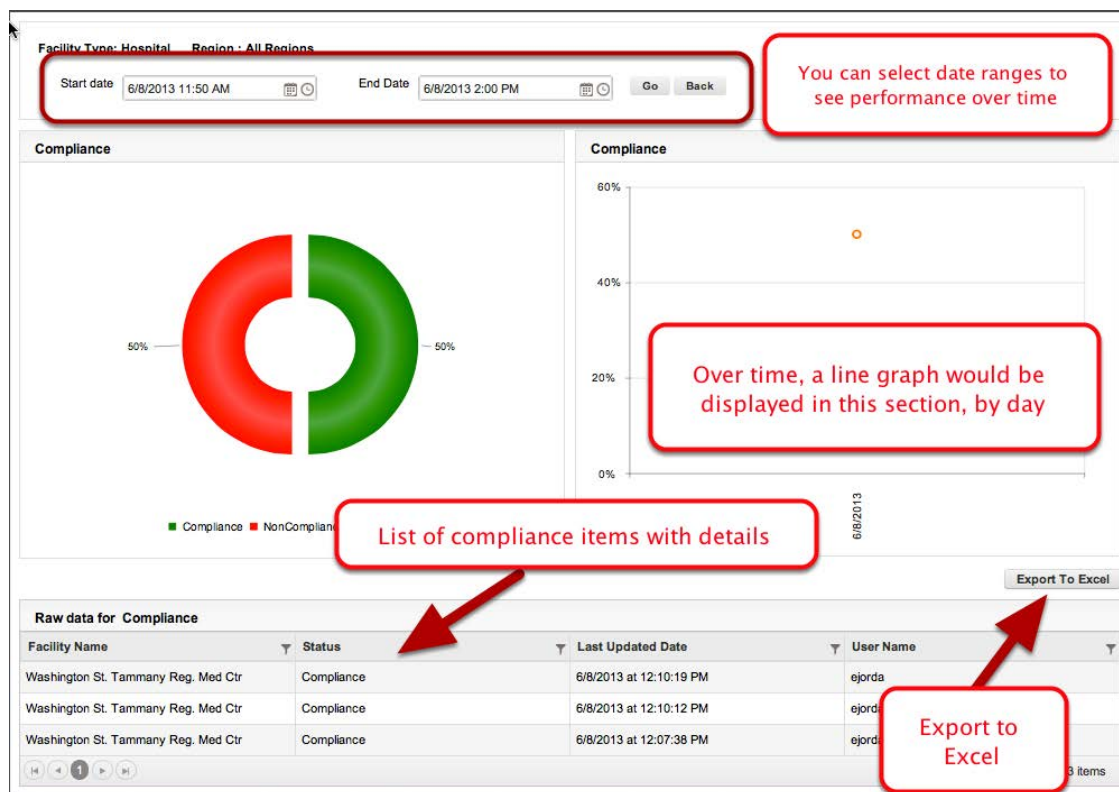 Facility Type: Hospital Region : All Regions
Start date 6/8/2013 11:50 AM End Date 6/8/2013 2:00 PM Go Back
You can select date ranges to
see performance over time
Compliance
50%
50%
Compliance NonComplian
Compliance
60%
40%
20%
0%
6/8/2013
Over time, a line graph would be
displayed in this section, by day
List of compliance items with details
Export To Excel
Raw data for Compliance
Facility Name Status Last Updated Date User Name
Washington St. Tammany Reg. Med Ctr Compliance 6/8/2013 at 12:10:19 PM ejorda
Washington St. Tammany Reg. Med Ctr Compliance 6/8/2013 at 12:10:12 PM ejorda
Washington St. Tammany Reg. Med Ctr Compliance 6/8/2013 at 12:07:38 PM ejorda
Export to
Excel
1
3 items